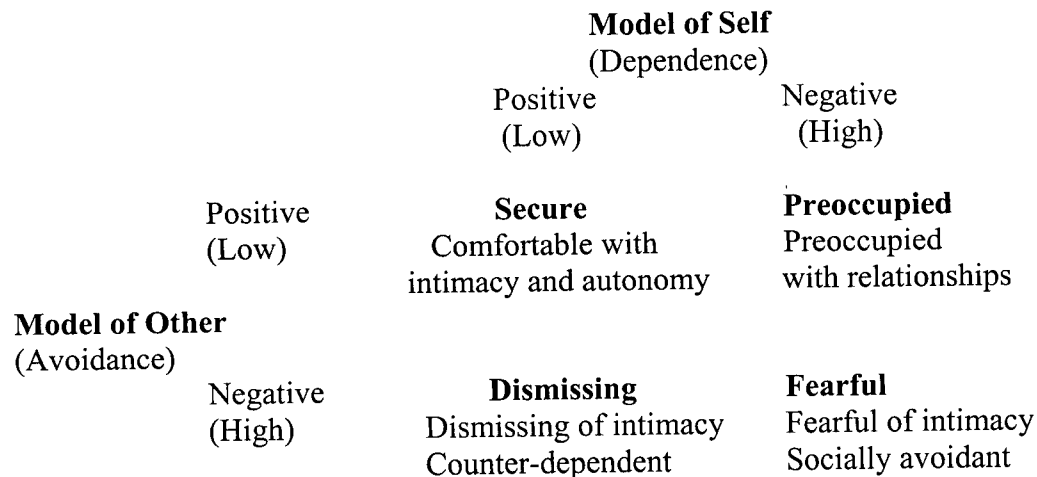 Model of Self
(Dependence)
Positive Negative
(Low) (High)
Positive Secure Preoccupied
(Low) Comfortable with Preoccupied
intimacy and autonomy with relationships
Model of Other
(Avoidance)
Negative Dismissing Fearful
(High) Dismissing of intimacy Fearful of intimacy
Counter-dependent Socially avoidant